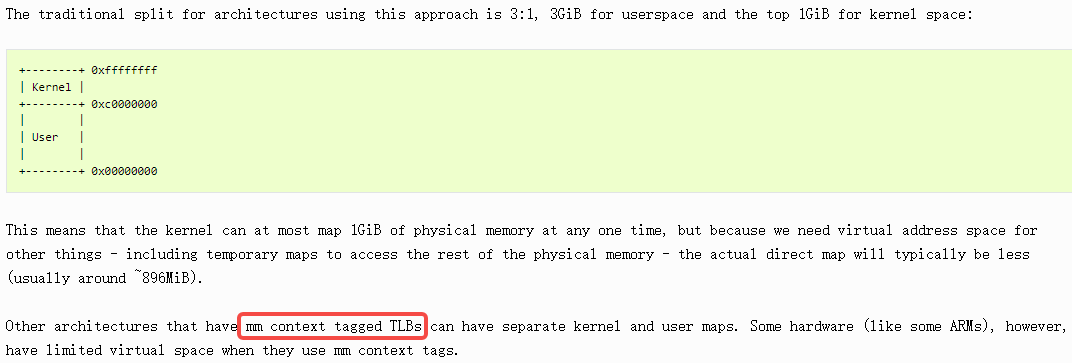 The traditional split for architectures using this approach is 3:1, 3GiB for userspace and the top 1GiB for kernel space:
+--------+ 0xffffffff
| Kernel |
+--------+ 0xc0000000
|        |
| User   |
|        |
+--------+ 0x00000000
This means that the kernel can at most map 1GiB of physical memory at any one time, but because we need virtual address space for
other things - including temporary maps to access the rest of the physical memory - the actual direct map will typically be less
(usually around ~896MiB).
Other architectures that have mm context tagged TLBs can have separate kernel and user maps. Some hardware (like some ARMs), however,
have limited virtual space when they use mm context tags.